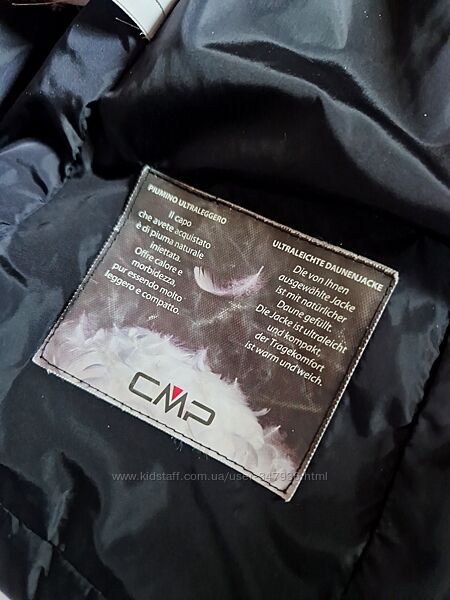 PIUMINO ULTRALEGGERO
Il capo
che avete acquistato
è di piuma naturale
iniettata.
Offre calore e
morbidezza,
pur essendo molto
leggero e compatto.
ULTRALEICHTE DAUNENJACKE
Die von Ihnen
ausgewählte Jacke
ist mit natürlicher
Daune gefüllt.
Die Jacke ist ultraleicht
und kompakt,
der Tragekomfort
ist warm und weich.
CMP